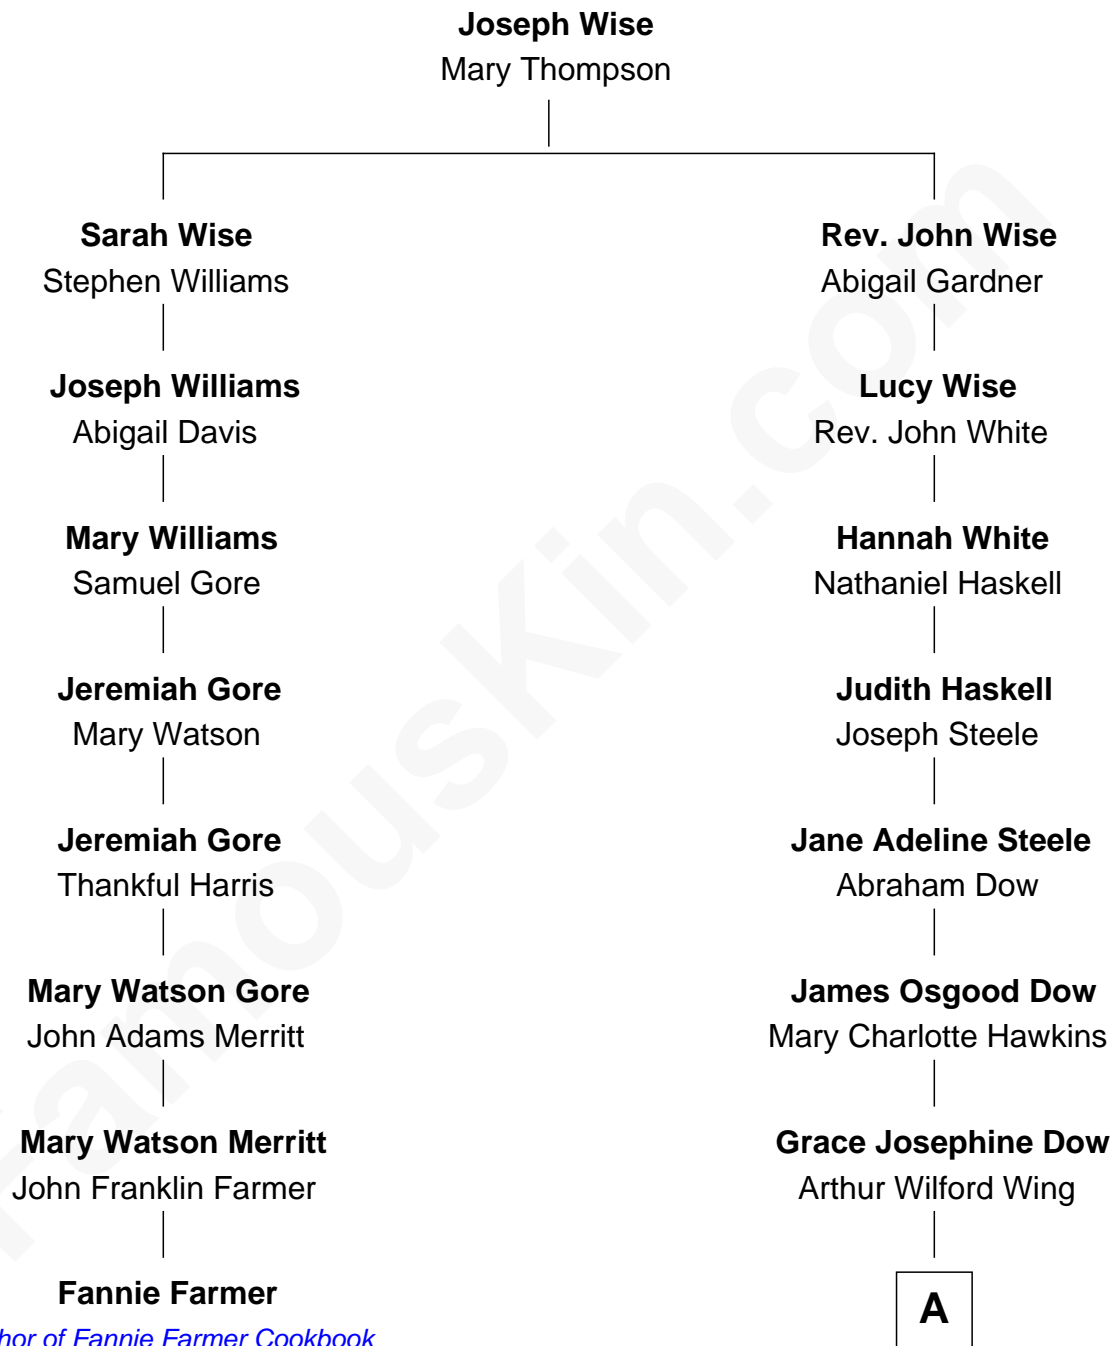 Joseph Wise
Mary Thompson
Sarah Wise
Stephen Williams
Rev. John Wise
Abigail Gardner
Joseph Williams
Abigail Davis
Lucy Wise
Rev. John White
Mary Williams
Samuel Gore
Hannah White
Nathaniel Haskell
Jeremiah Gore
Mary Watson
Judith Haskell
Joseph Steele
Jeremiah Gore
Thankful Harris
Jane Adeline Steele
Abraham Dow
Mary Watson Gore
John Adams Merritt
James Osgood Dow
Mary Charlotte Hawkins
Mary Watson Merritt
John Franklin Farmer
Grace Josephine Dow
Arthur Wilford Wing
Fannie Farmer
hor of Fannie Farmer Cookbook
A
FamousKin.com